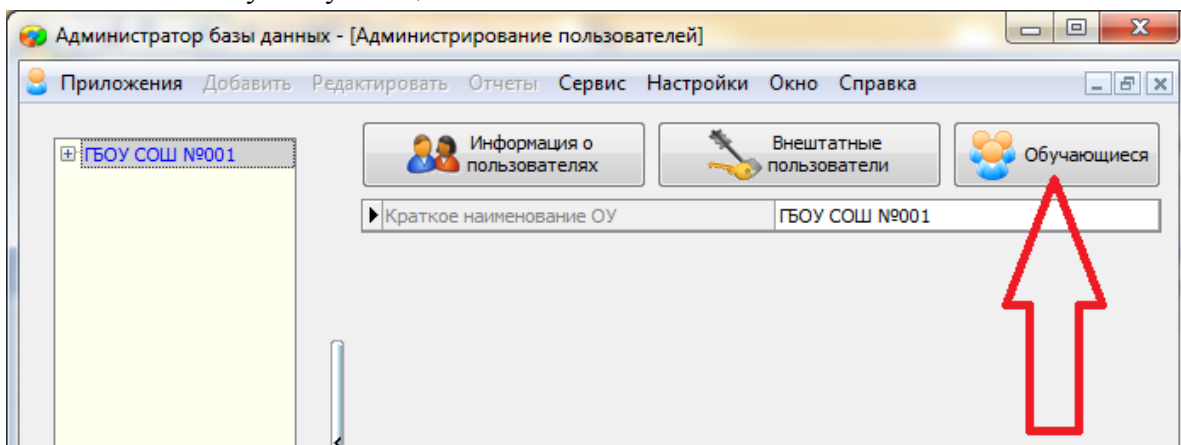 Администратор базы данных - [Администрирование пользователей]
Приложения Добавить Редактировать Отчеты Сервис Настройки Окно Справка
ГБОУ СОШ №001
Информация о
пользователях
Внештатные
пользователи
Обучающиеся
Краткое наименование ОУ ГБОУ СОШ №001